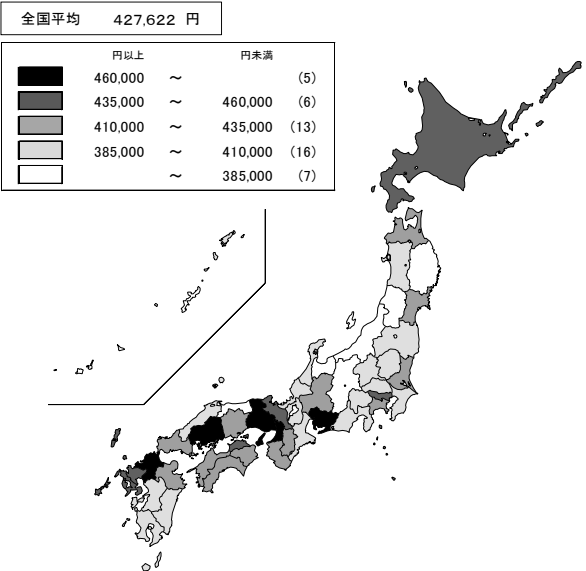 全国平均 427,622 円
円以上 円未満
460,000 ～ (5)
435,000 ～ 460,000 (6)
410,000 ～ 435,000 (13)
385,000 ～ 410,000 (16)
～ 385,000 (7)